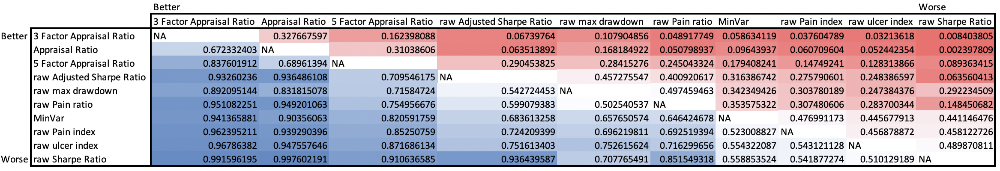 Better Worse
3 Factor Appraisal Ratio Appraisal Ratio 5 Factor Appraisal Ratio raw Adjusted Sharpe Ratio raw max drawdown raw Pain ratio MinVar raw Pain index raw ulcer index raw Sharpe Ratio
Better 3 Factor Appraisal Ratio NA 0.327667597 0.162398088 0.06739764 0.107904856 0.048917749 0.058634119 0.037604789 0.03213618 0.008403805
Appraisal Ratio 0.672332403 NA 0.31038606 0.063513892 0.168184922 0.050798937 0.09643937 0.060709604 0.052442354 0.002397809
5 Factor Appraisal Ratio 0.837601912 0.68961394 NA 0.290453825 0.28415276 0.245043324 0.179408241 0.14749241 0.128313866 0.089363415
raw Adjusted Sharpe Ratio 0.93260236 0.936486108 0.709546175 NA 0.457275547 0.400920617 0.316386742 0.275790601 0.248386597 0.063560413
raw max drawdown 0.892095144 0.831815078 0.71584724 0.542724453 NA 0.497459463 0.342349426 0.303780189 0.247384376 0.292234509
raw Pain ratio 0.951082251 0.949201063 0.754956676 0.599079383 0.502540537 NA 0.353575322 0.307480606 0.283700344 0.148450682
MinVar 0.941365881 0.90356063 0.820591759 0.683613258 0.657650574 0.646424678 NA 0.476991173 0.445677913 0.441146476
raw Pain index 0.962395211 0.939290396 0.85250759 0.724209399 0.696219811 0.692519394 0.523008827 NA 0.456878872 0.458122726
raw ulcer index 0.96786382 0.947557646 0.871686134 0.751613403 0.752615624 0.716299656 0.554322087 0.543121128 NA 0.489870811
Worse raw Sharpe Ratio 0.991596195 0.997602191 0.910636585 0.936439587 0.707765491 0.851549318 0.558853524 0.541877274 0.510129189 NA